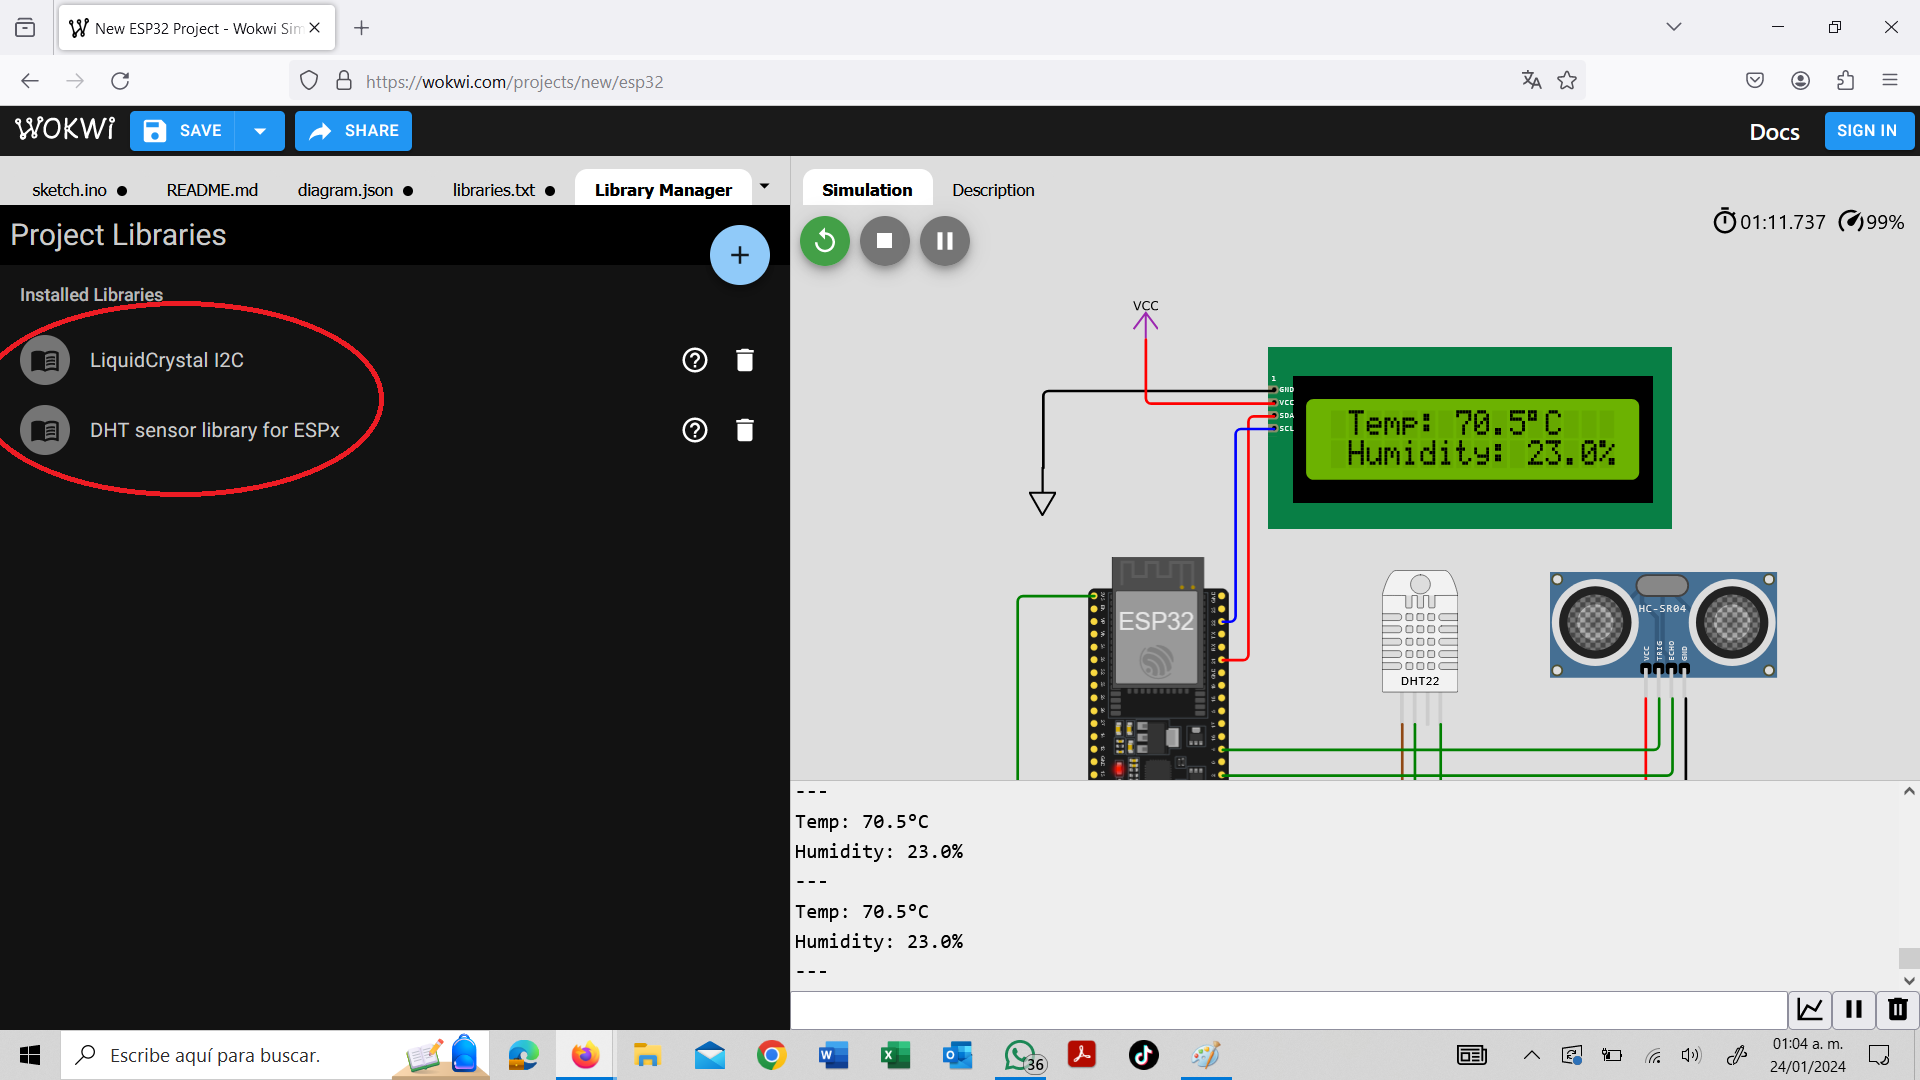 New ESP32 Project - Wokwi Sim
https://wokwi.com/projects/new/esp32
WOKWI
SAVE
SHARE
Docs
SIGN IN
sketch.ino ●
README.md
diagram.json ●
libraries.txt ●
Library Manager
Simulation
Description
Project Libraries
01:11.737
99%
Installed Libraries
LiquidCrystal I2C
DHT sensor library for ESPx
VCC
1
GND
VCC
SDA
SCL
Temp: 70.5°C
Humidity: 23.0%
ESP32
DHT22
HC-SR04
VCC
TRIG
ECHO
GND
---
Temp: 70.5°C
Humidity: 23.0%
---
Temp: 70.5°C
Humidity: 23.0%
---
Escribe aquí para buscar.
36
01:04 a. m.
24/01/2024